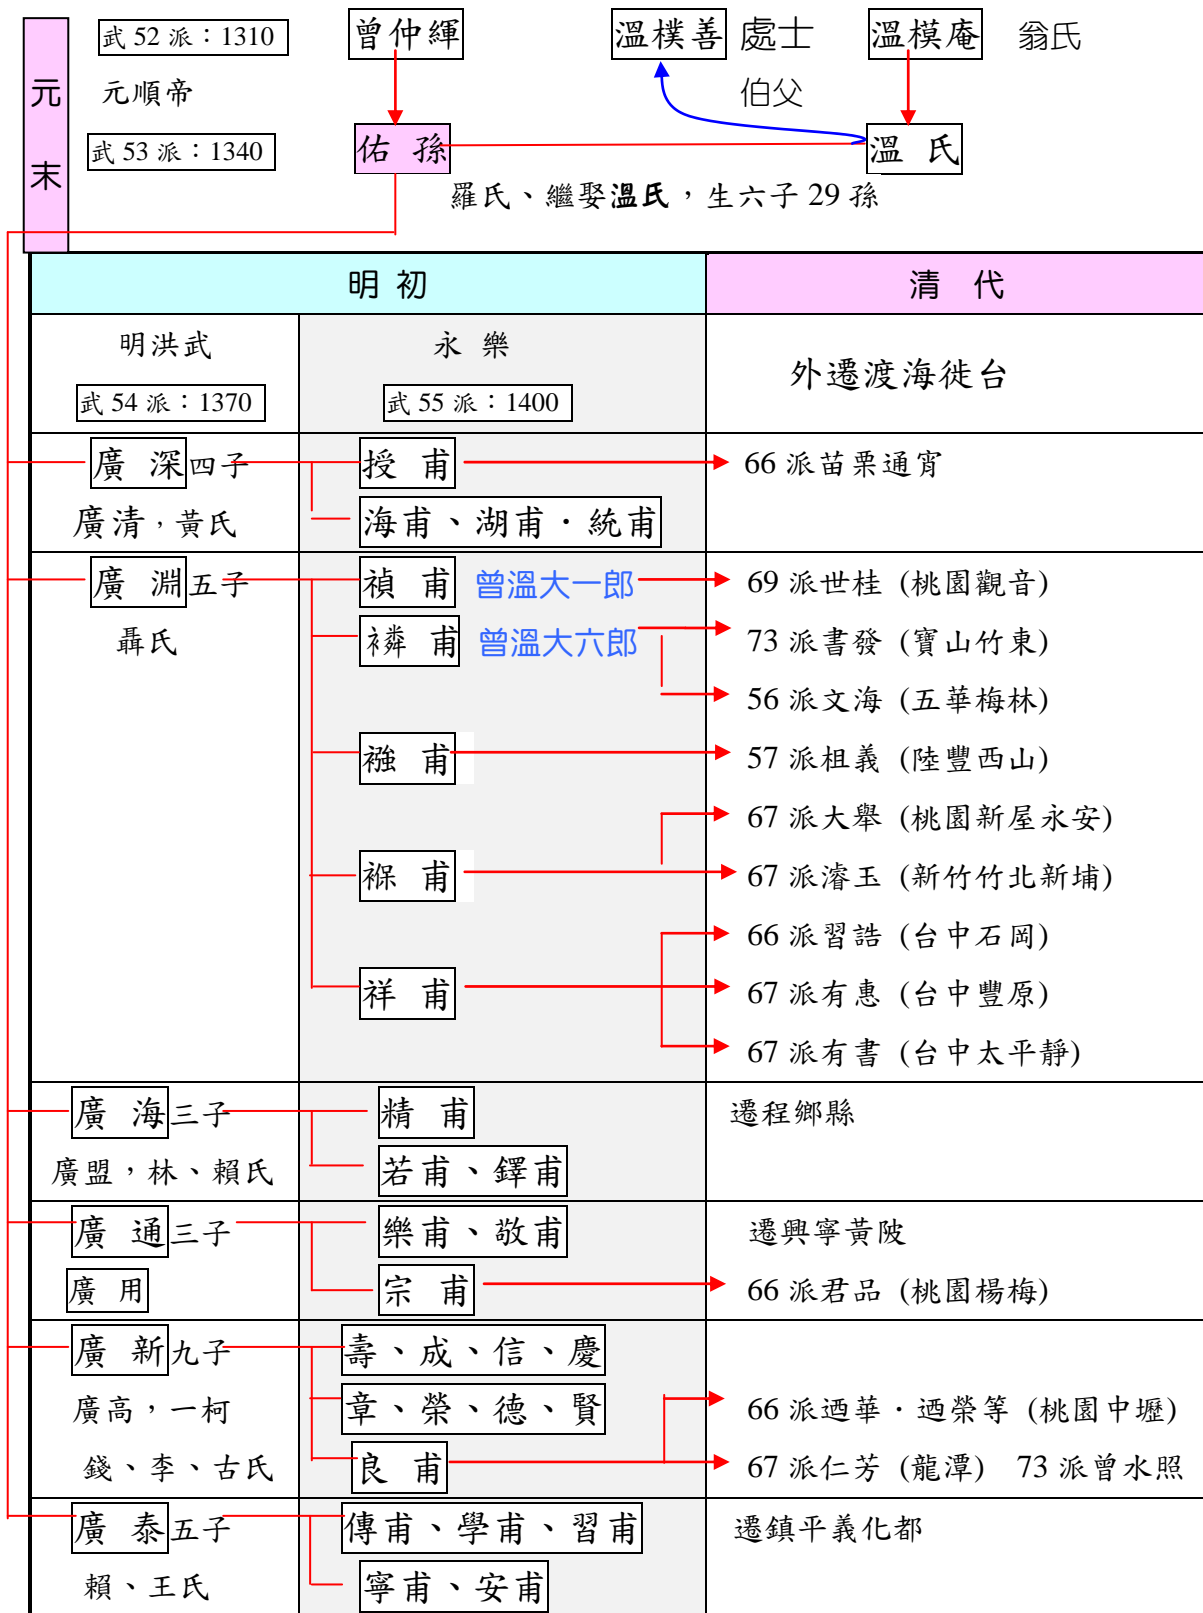 元末
武 52 派：1310
曾仲緷
溫樸善 處士
溫模庵 翁氏
元順帝
伯父
武 53 派：1340
佑 孫
溫 氏
羅氏、繼娶溫氏，生六子 29 孫
明 初
清 代
明洪武
永 樂
外遷渡海徙台
武 54 派：1370
武 55 派：1400
廣 深四子
授 甫
66 派苗栗通宵
廣清，黃氏
海甫、湖甫．統甫
廣 淵五子
禎 甫 曾溫大一郎
69 派世桂 (桃園觀音)
聶氏
曾溫大六郎
73 派書發 (寶山竹東)
56 派文海 (五華梅林)
57 派祖義 (陸豐西山)
67 派大舉 (桃園新屋永安)
67 派濬玉 (新竹竹北新埔)
66 派習誥 (台中石岡)
祥 甫
67 派有惠 (台中豐原)
67 派有書 (台中太平靜)
廣 海三子
精 甫
遷程鄉縣
廣盟，林、賴氏
若甫、鐸甫
廣 通三子
樂甫、敬甫
遷興寧黃陂
廣 用
宗 甫
66 派君品 (桃園楊梅)
廣 新九子
壽、成、信、慶
廣高，一柯
章、榮、德、賢
66 派迺華．迺榮等 (桃園中壢)
錢、李、古氏
良 甫
67 派仁芳 (龍潭) 73 派曾水照
廣 泰五子
傳甫、學甫、習甫
遷鎮平義化都
賴、王氏
寧甫、安甫